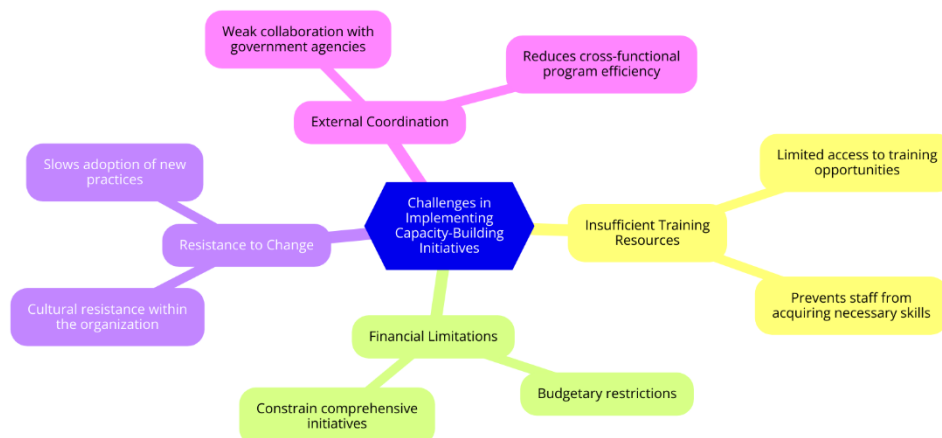 Weak collaboration with
government agencies
Reduces cross-functional
program efficiency
External Coordination
Slows adoption of new
practices
Resistance to Change
Cultural resistance within
the organization
Challenges in
Implementing
Capacity-Building
Initiatives
Limited access to training
opportunities
Insufficient Training
Resources
Prevents staff from
acquiring necessary skills
Financial Limitations
Constrain comprehensive
initiatives
Budgetary restrictions